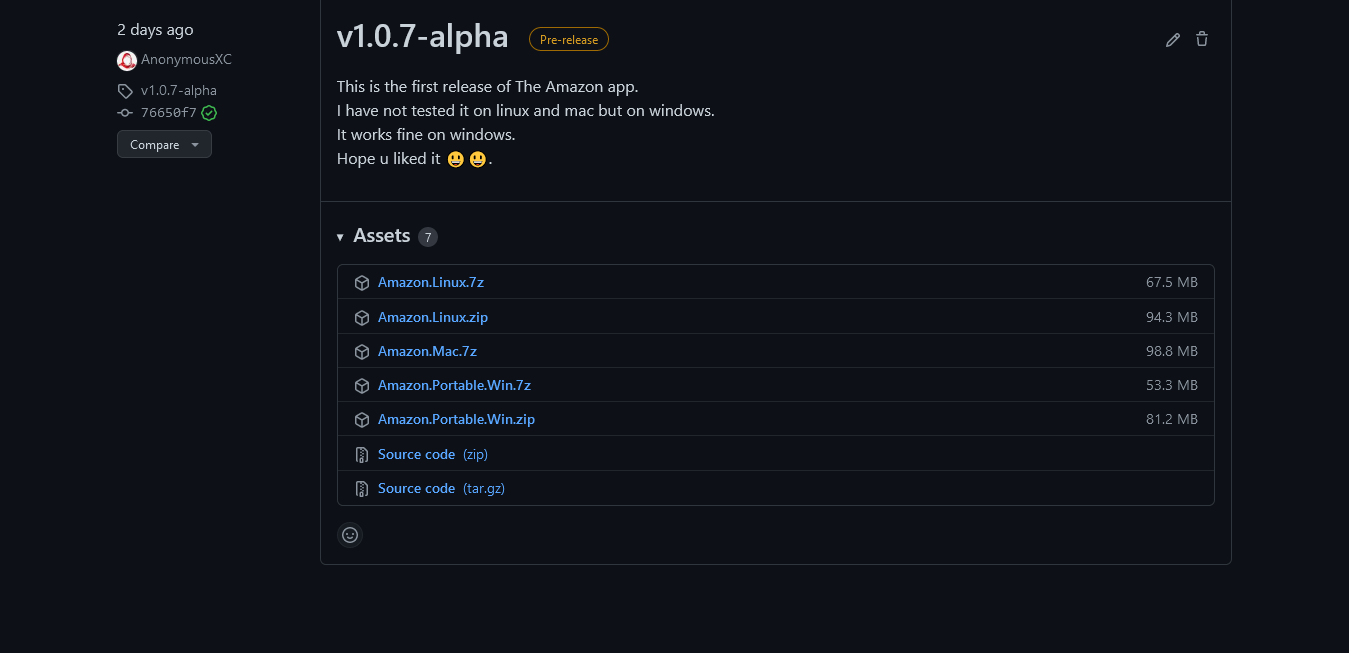 2 days ago
AnonymousXC
v1.0.7-alpha
76650f7
Compare
v1.0.7-alpha
Pre-release
This is the first release of The Amazon app.
I have not tested it on linux and mac but on windows.
It works fine on windows.
Hope u liked it 😃 😃.
Assets 7
Amazon.Linux.7z 67.5 MB
Amazon.Linux.zip 94.3 MB
Amazon.Mac.7z 98.8 MB
Amazon.Portable.Win.7z 53.3 MB
Amazon.Portable.Win.zip 81.2 MB
Source code (zip)
Source code (tar.gz)